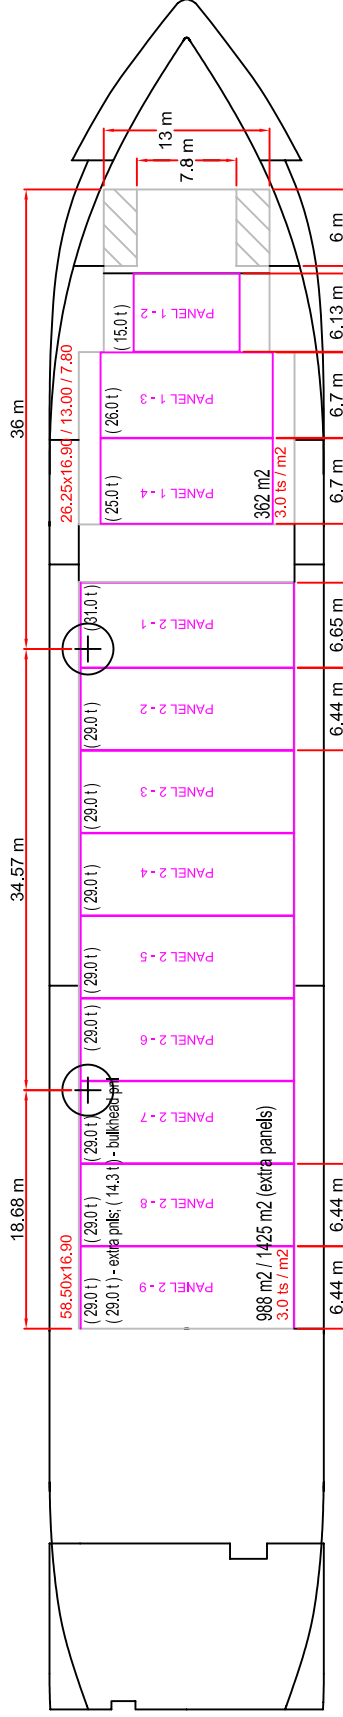 36 m
34.57 m
18.68 m
13 m
7.8 m
26.25x16.90 / 13.00 / 7.80
( 15.0 t )
PANEL 1 - 2
( 26.0 t )
PANEL 1 - 3
( 25.0 t )
PANEL 1 - 4
362 m2
3.0 ts / m2
6 m
6.13 m
6.7 m
6.7 m
( 31.0 t )
PANEL 2 - 1
( 29.0 t )
PANEL 2 - 2
( 29.0 t )
PANEL 2 - 3
( 29.0 t )
PANEL 2 - 4
( 29.0 t )
PANEL 2 - 5
( 29.0 t )
PANEL 2 - 6
( 29.0 t )
PANEL 2 - 7
( 29.0 t )
PANEL 2 - 8
( 29.0 t )
PANEL 2 - 9
( 29.0 t ) - extra pnls; ( 14.3 t ) - bulkhead pnl
58.50x16.90
988 m2 / 1425 m2 (extra panels)
3.0 ts / m2
6.65 m
6.44 m
6.44 m
6.44 m